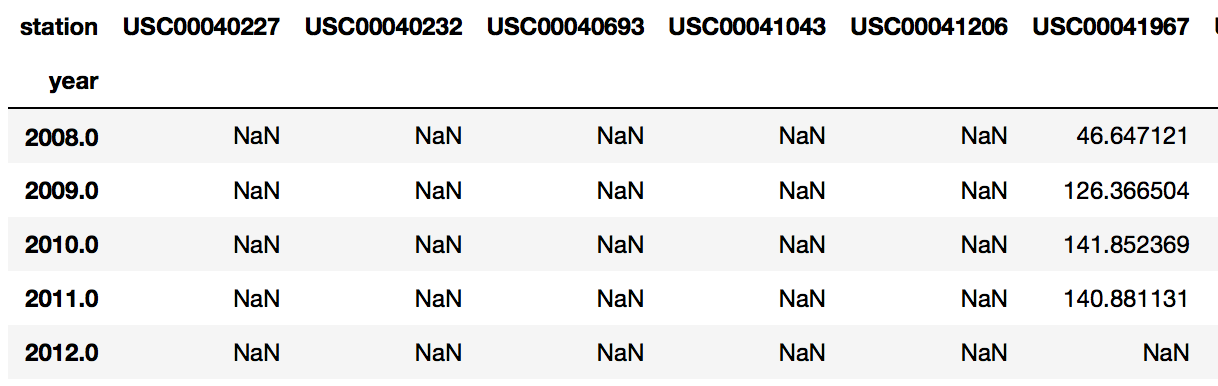 station USC00040227 USC00040232 USC00040693 USC00041043 USC00041206 USC00041967
year
2008.0 NaN NaN NaN NaN NaN 46.647121
2009.0 NaN NaN NaN NaN NaN 126.366504
2010.0 NaN NaN NaN NaN NaN 141.852369
2011.0 NaN NaN NaN NaN NaN 140.881131
2012.0 NaN NaN NaN NaN NaN NaN